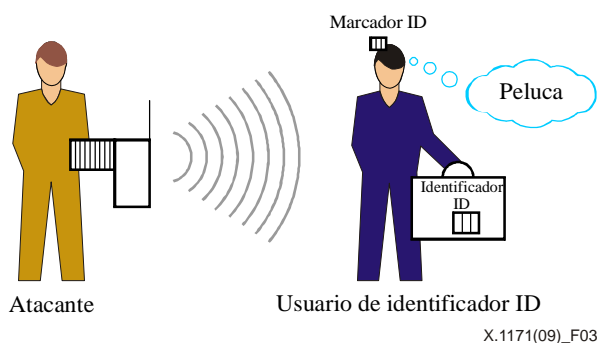 Marcador ID
Peluca
Identificador
ID
Atacante
Usuario de identificador ID
X.1171(09)_F03